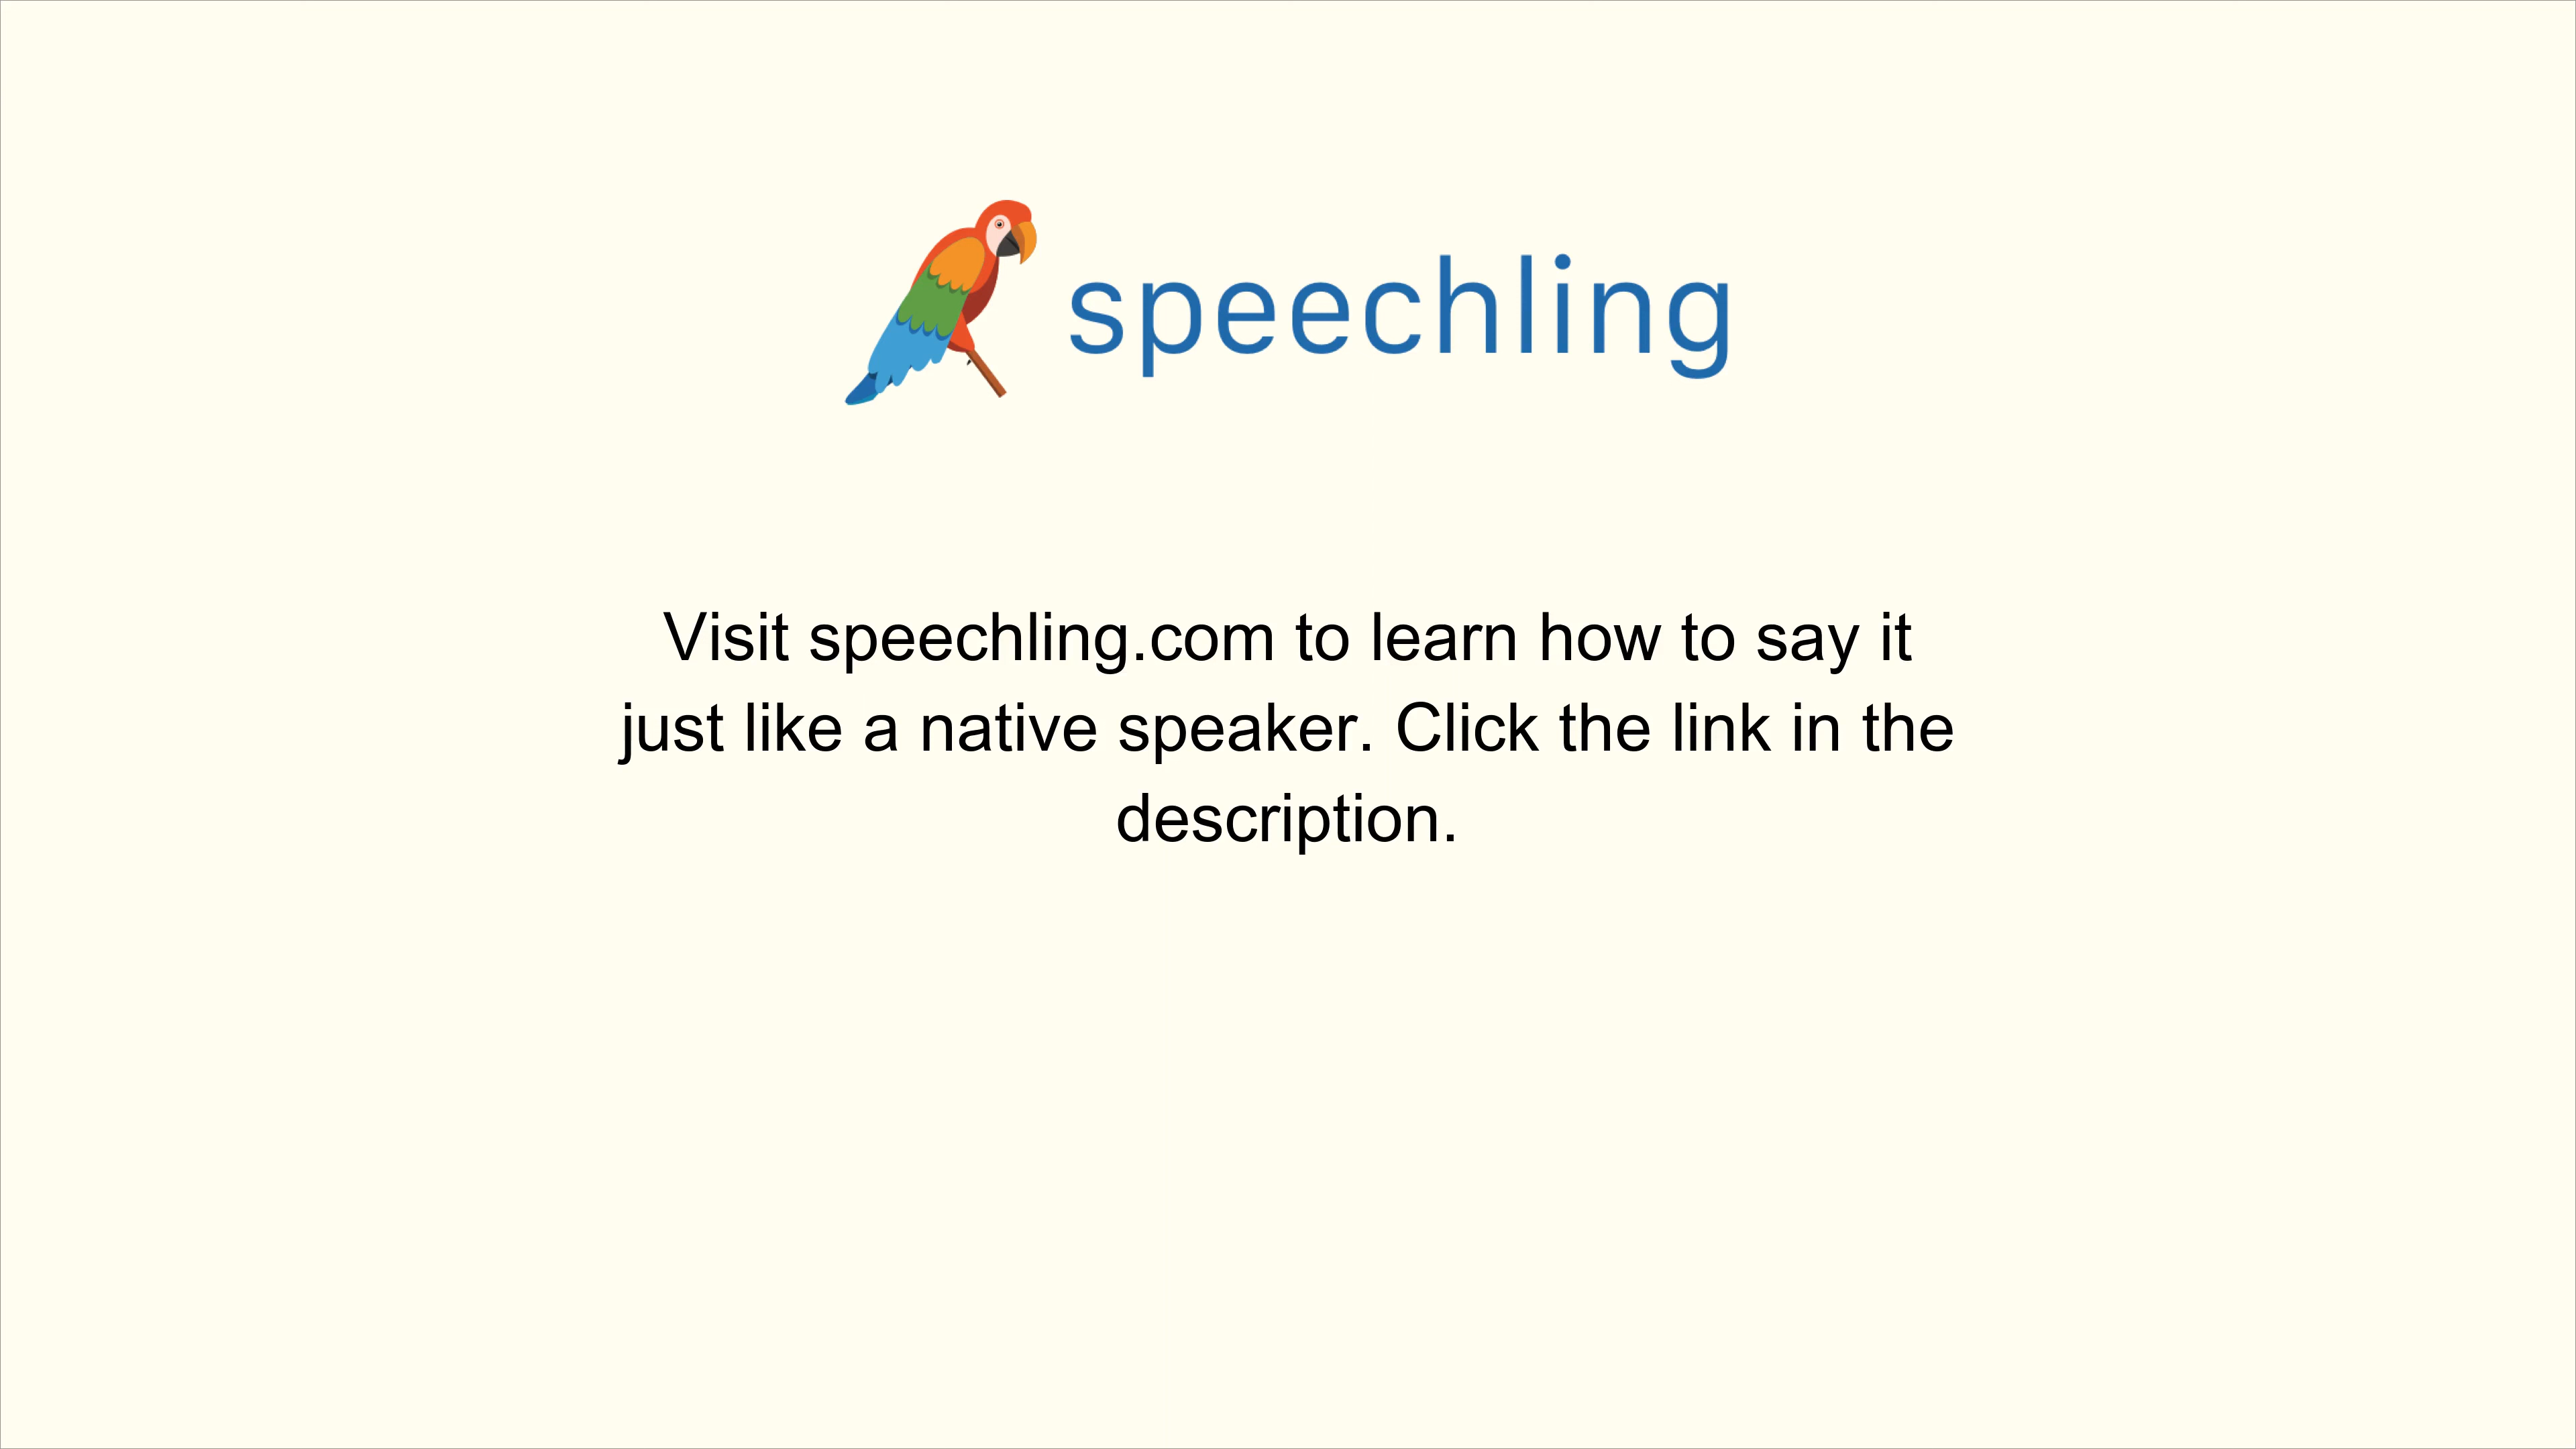 speechling
Visit speechling.com to learn how to say it
just like a native speaker. Click the link in the
description.